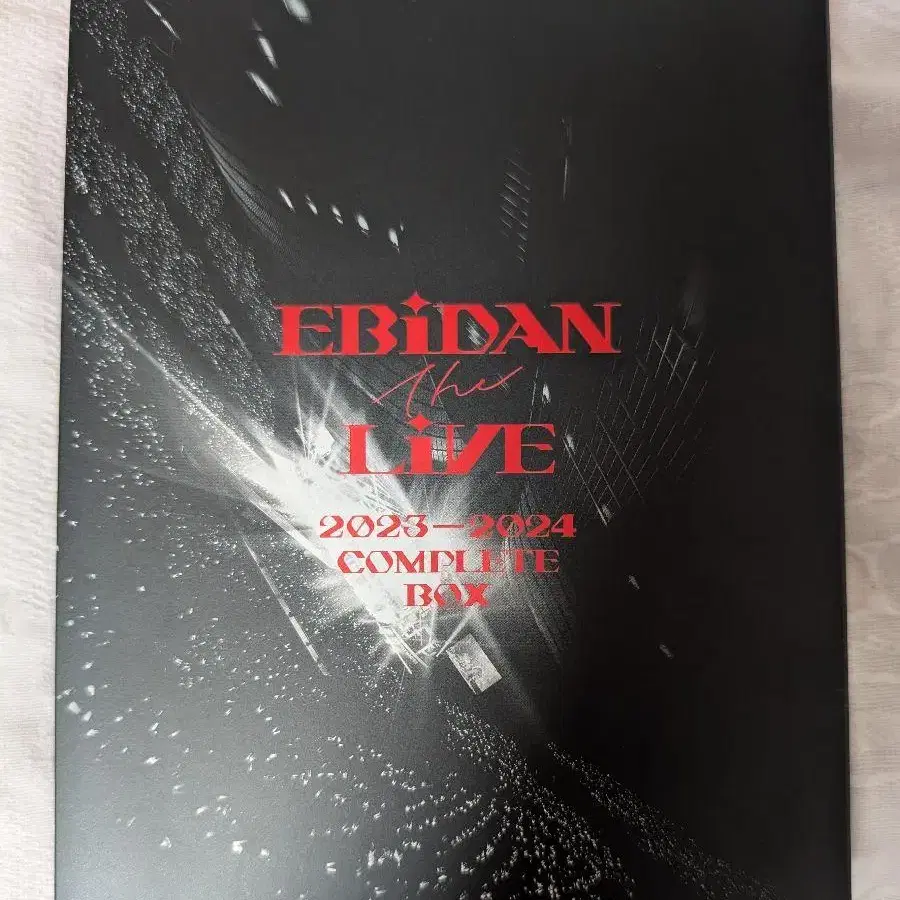 EBiDAN
the
LiVE
2023—2024
COMPLETE
BOX